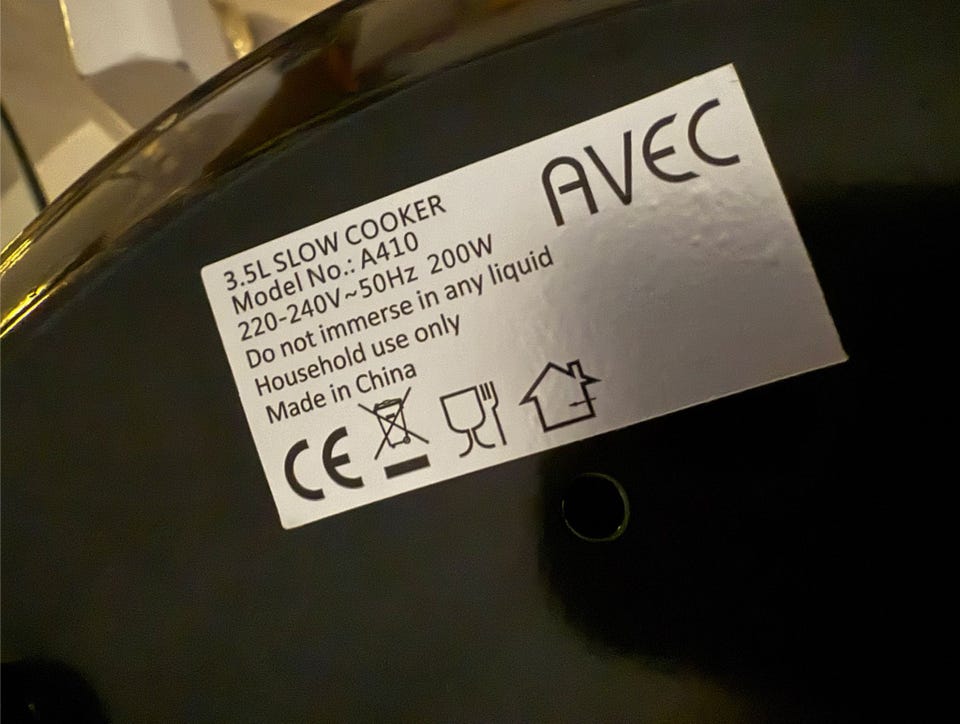 AVEC
3.5L SLOW COOKER
Model No.: A410
220-240V~50Hz 200W
Do not immerse in any liquid
Household use only
Made in China
CE